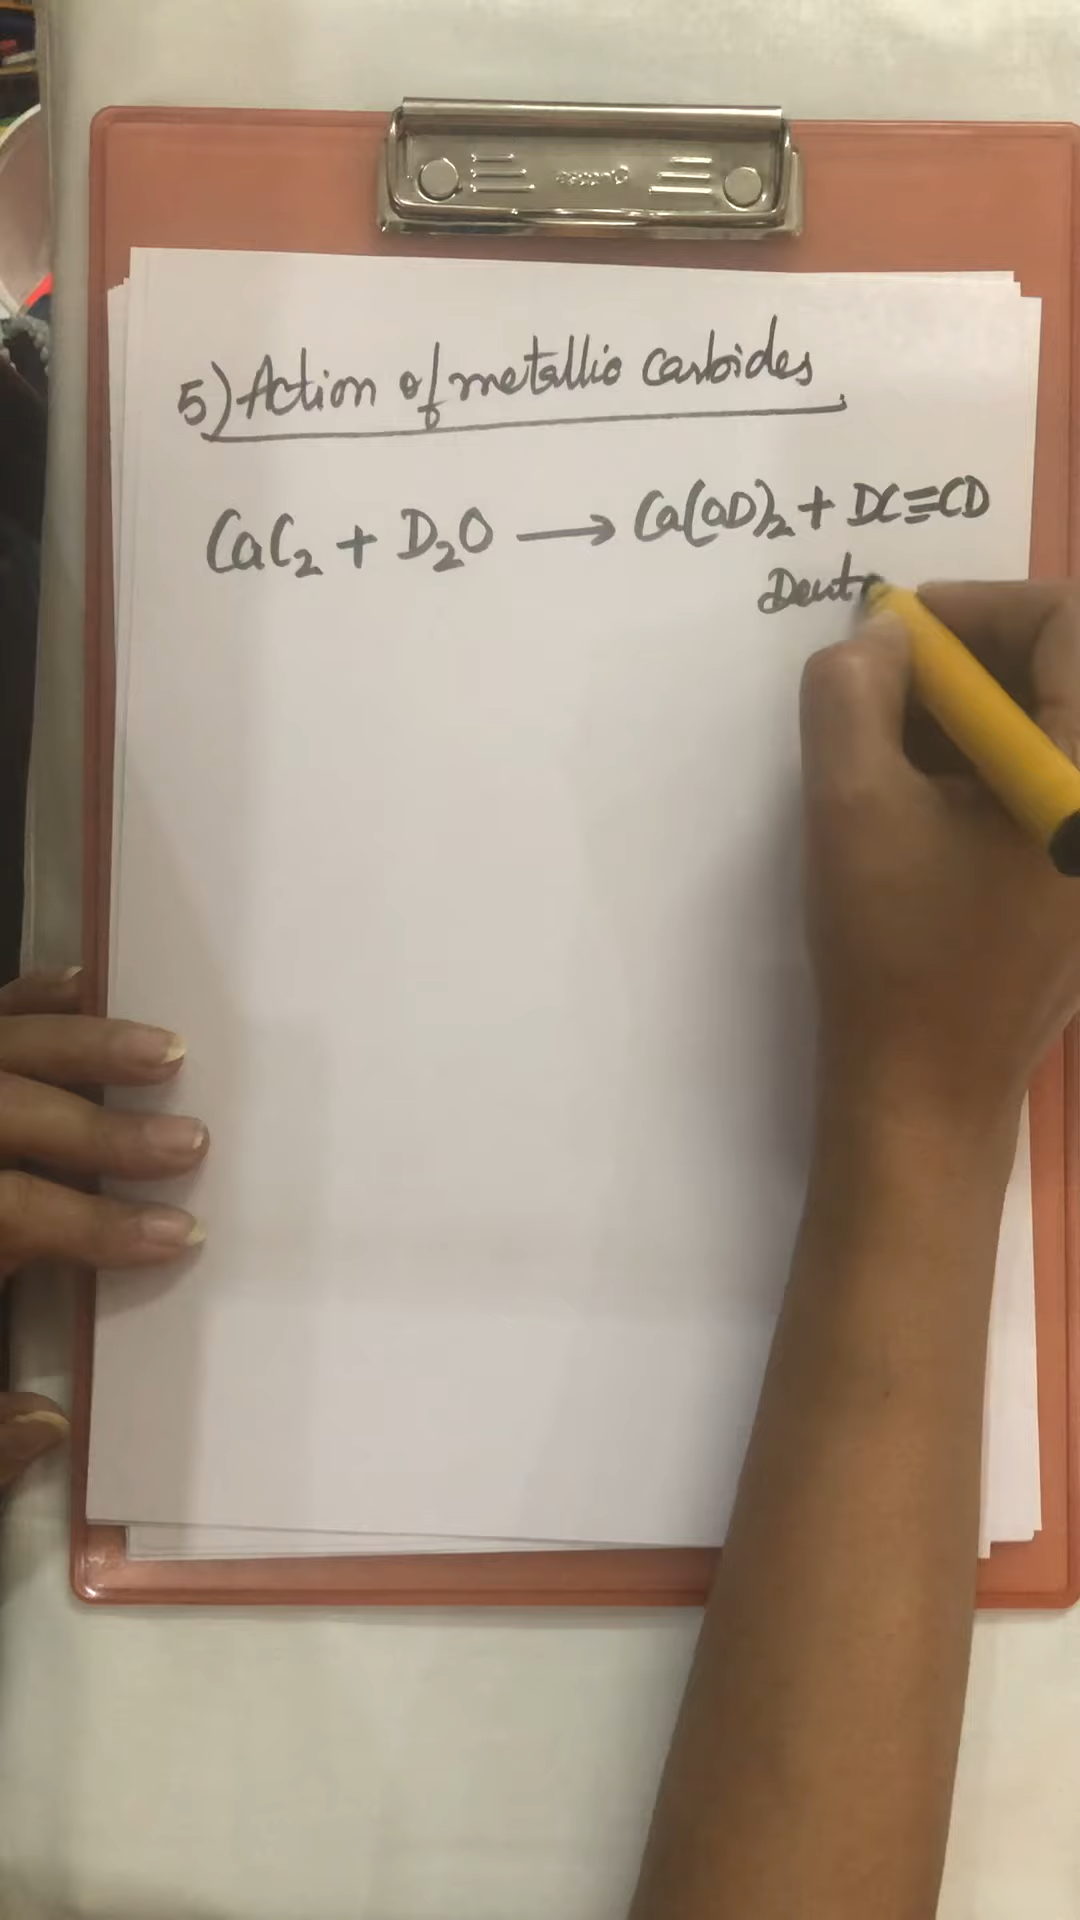 5) Action of metallic carbides
CaC₂ + D₂O ⟶ Ca(OD)₂ + DC≡CD
Deut